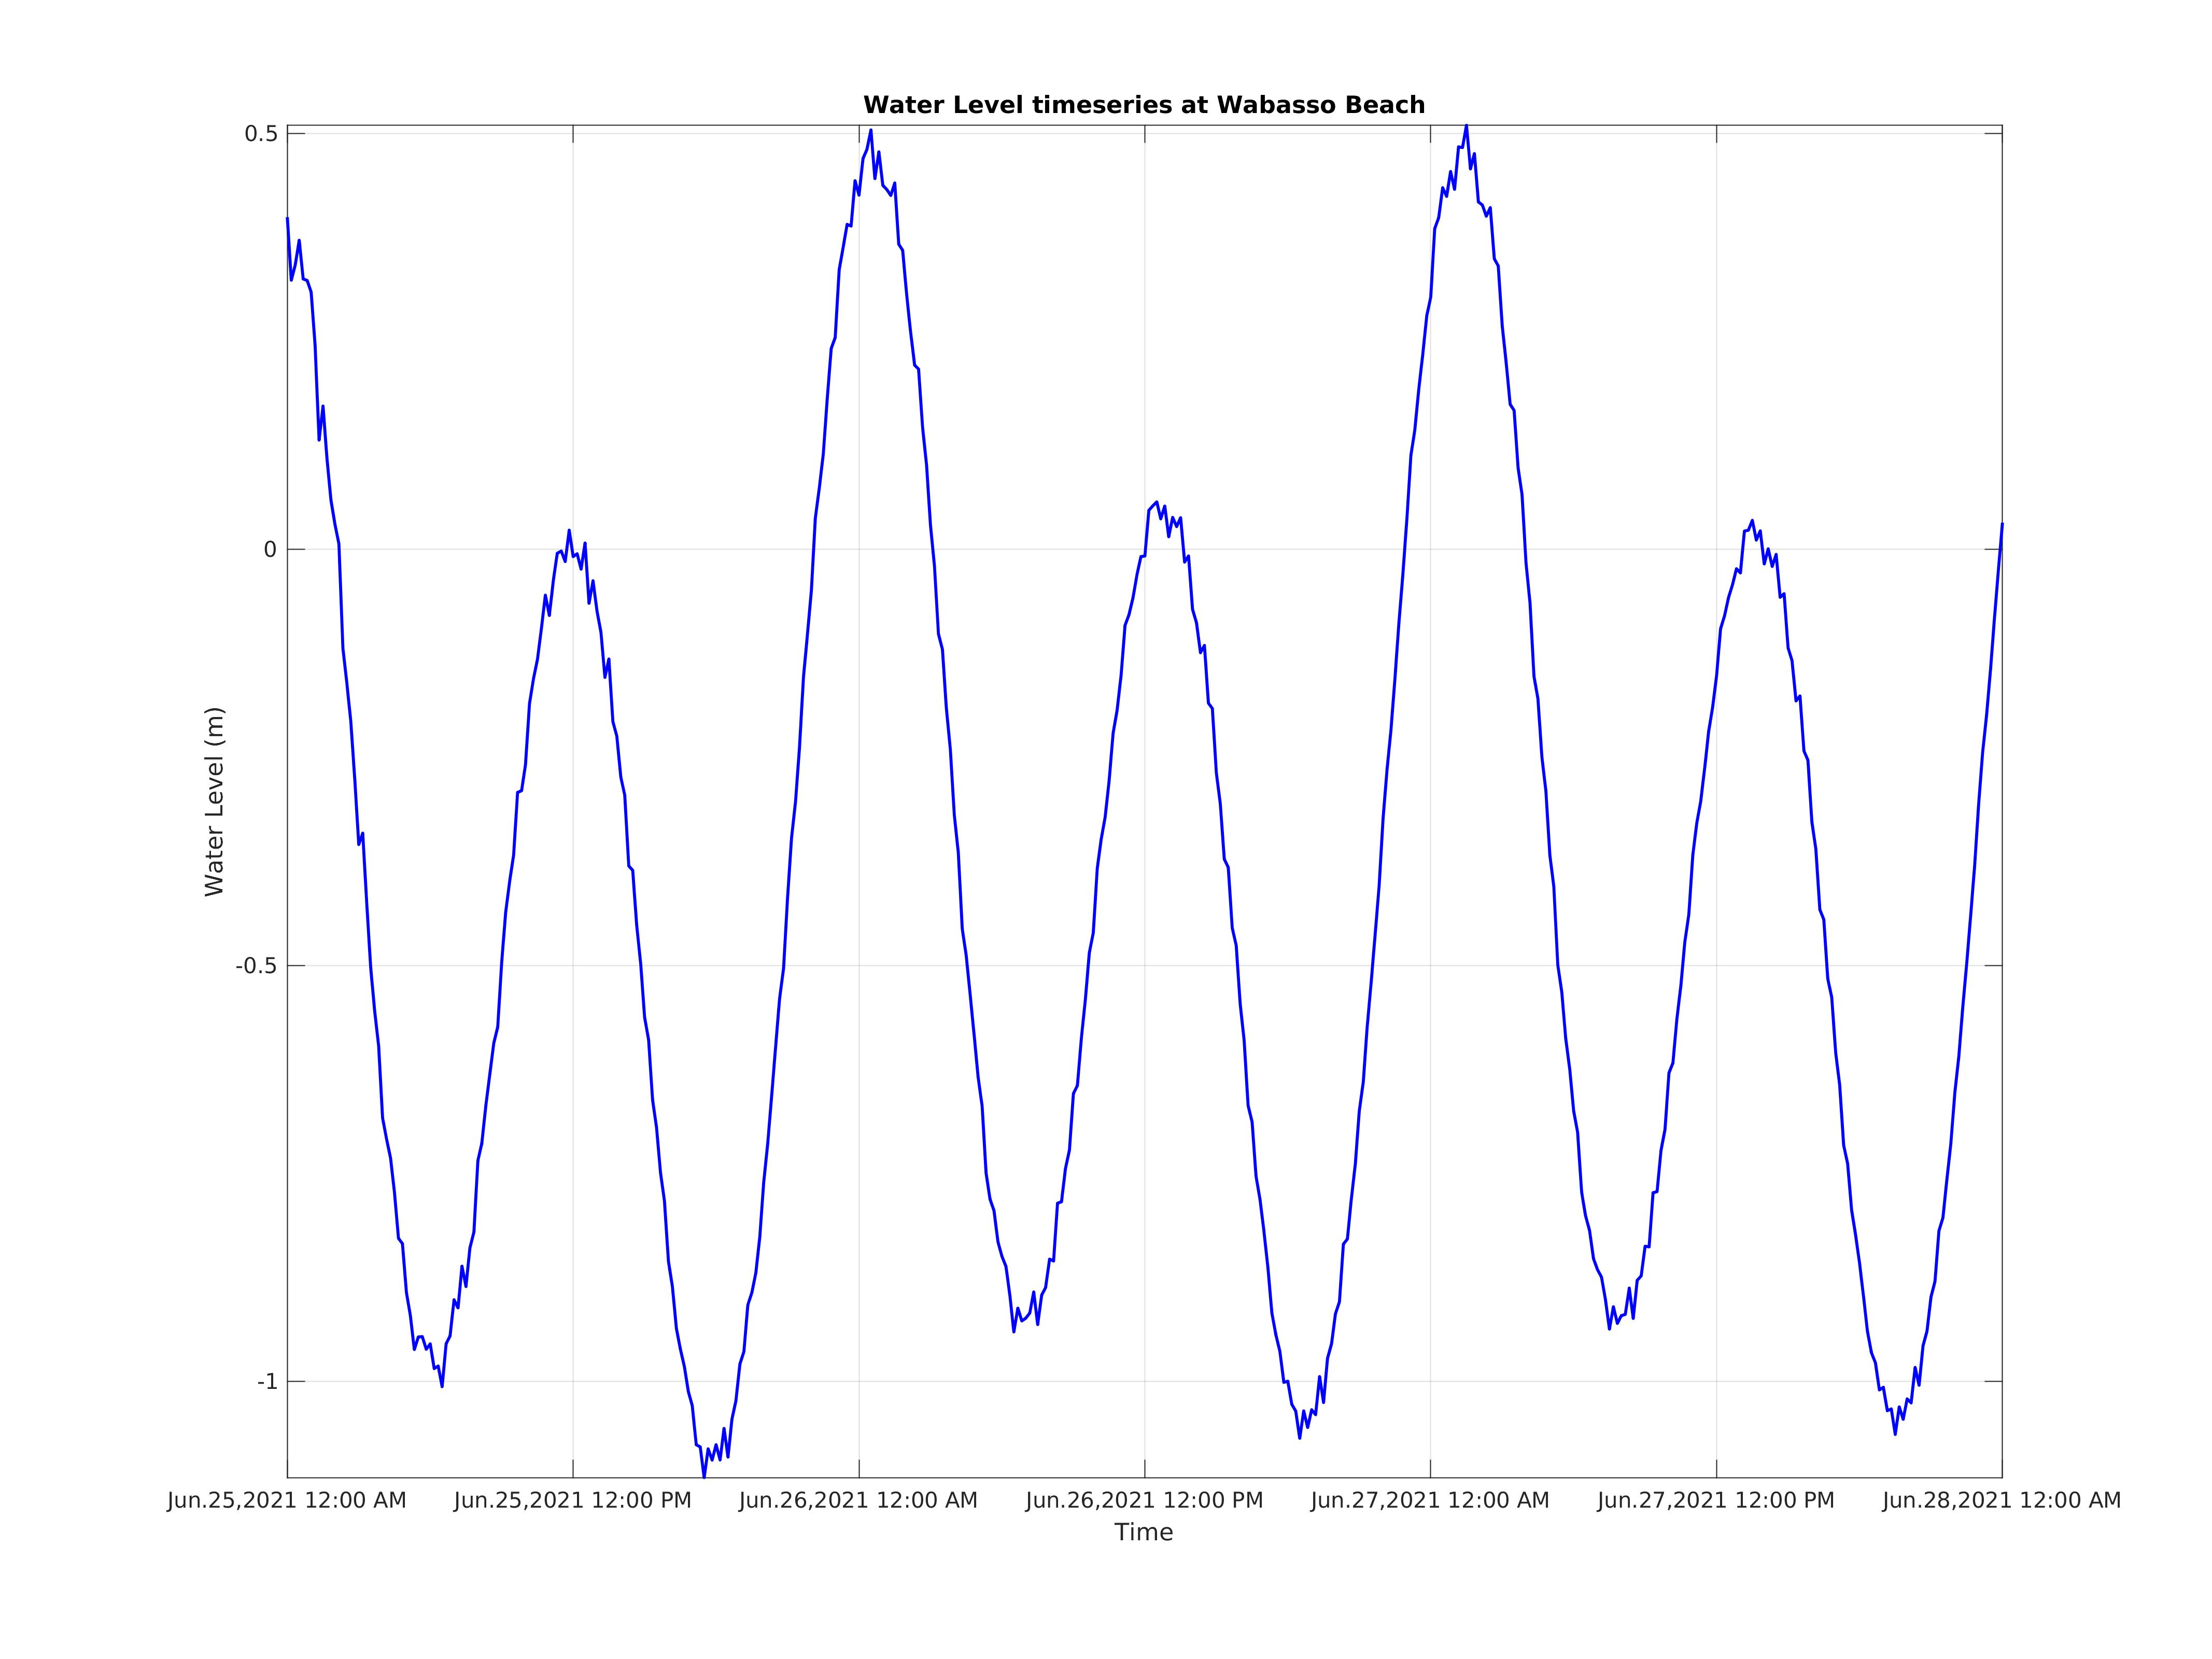 Water Level timeseries at Wabasso Beach
0.5
0
-0.5
-1
Water Level (m)
Jun.25,2021 12:00 AM
Jun.25,2021 12:00 PM
Jun.26,2021 12:00 AM
Jun.26,2021 12:00 PM
Jun.27,2021 12:00 AM
Jun.27,2021 12:00 PM
Jun.28,2021 12:00 AM
Time